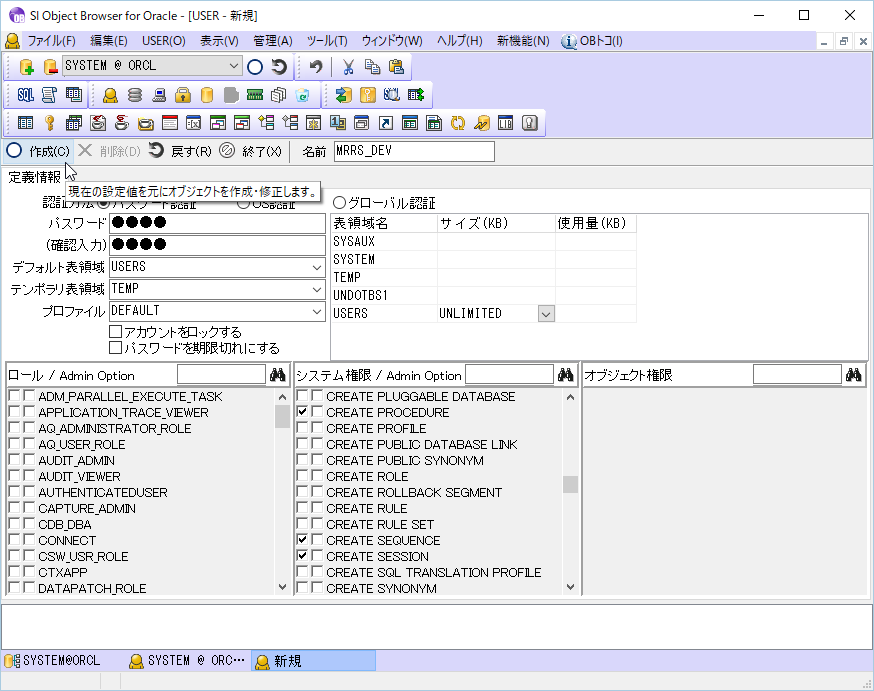 SI Object Browser for Oracle - [USER - 新規]
ファイル(F) 編集(E) USER(O) 表示(V) 管理(A) ツール(T) ウィンドウ(W) ヘルプ(H) 新機能(N) OBトコ(I)
SYSTEM @ ORCL
SQL
LIB
作成(C) 削除(D) 戻す(R) 終了(X) 名前 MRRS_DEV
定義情報
現在の設定値を元にオブジェクトを作成・修正します。
認証方法 パスワード認証 OS認証 グローバル認証
パスワード ●●●●
(確認入力) ●●●●
デフォルト表領域 USERS
テンポラリ表領域 TEMP
プロファイル DEFAULT
アカウントをロックする
パスワードを期限切れにする
表領域名 サイズ(KB) 使用量(KB)
SYSAUX
SYSTEM
TEMP
UNDOTBS1
USERS UNLIMITED
ロール / Admin Option
ADM_PARALLEL_EXECUTE_TASK
APPLICATION_TRACE_VIEWER
AQ_ADMINISTRATOR_ROLE
AQ_USER_ROLE
AUDIT_ADMIN
AUDIT_VIEWER
AUTHENTICATEDUSER
CAPTURE_ADMIN
CDB_DBA
CONNECT
CSW_USR_ROLE
CTXAPP
DATAPATCH_ROLE
システム権限 / Admin Option
CREATE PLUGGABLE DATABASE
CREATE PROCEDURE
CREATE PROFILE
CREATE PUBLIC DATABASE LINK
CREATE PUBLIC SYNONYM
CREATE ROLE
CREATE ROLLBACK SEGMENT
CREATE RULE
CREATE RULE SET
CREATE SEQUENCE
CREATE SESSION
CREATE SQL TRANSLATION PROFILE
CREATE SYNONYM
オブジェクト権限
SYSTEM@ORCL SYSTEM @ ORC… 新規